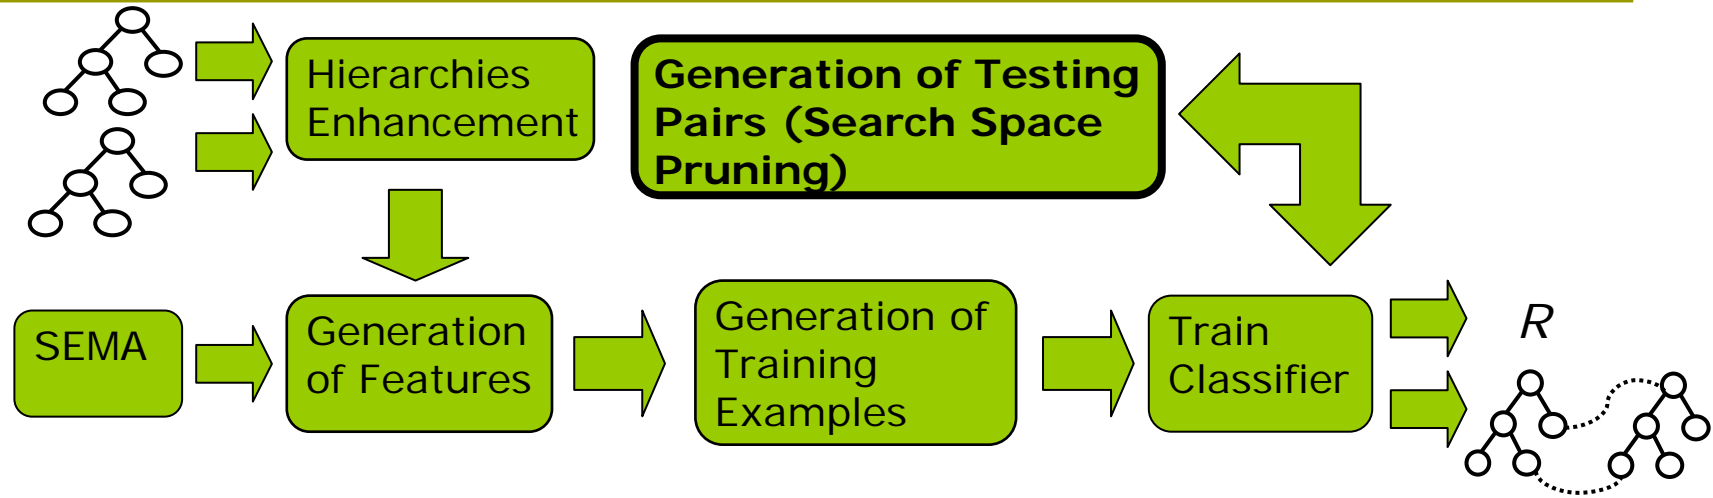 Hierarchies
Enhancement
Generation of Testing
Pairs (Search Space
Pruning)
SEMA
Generation
of Features
Generation of
Training
Examples
Train
Classifier
R